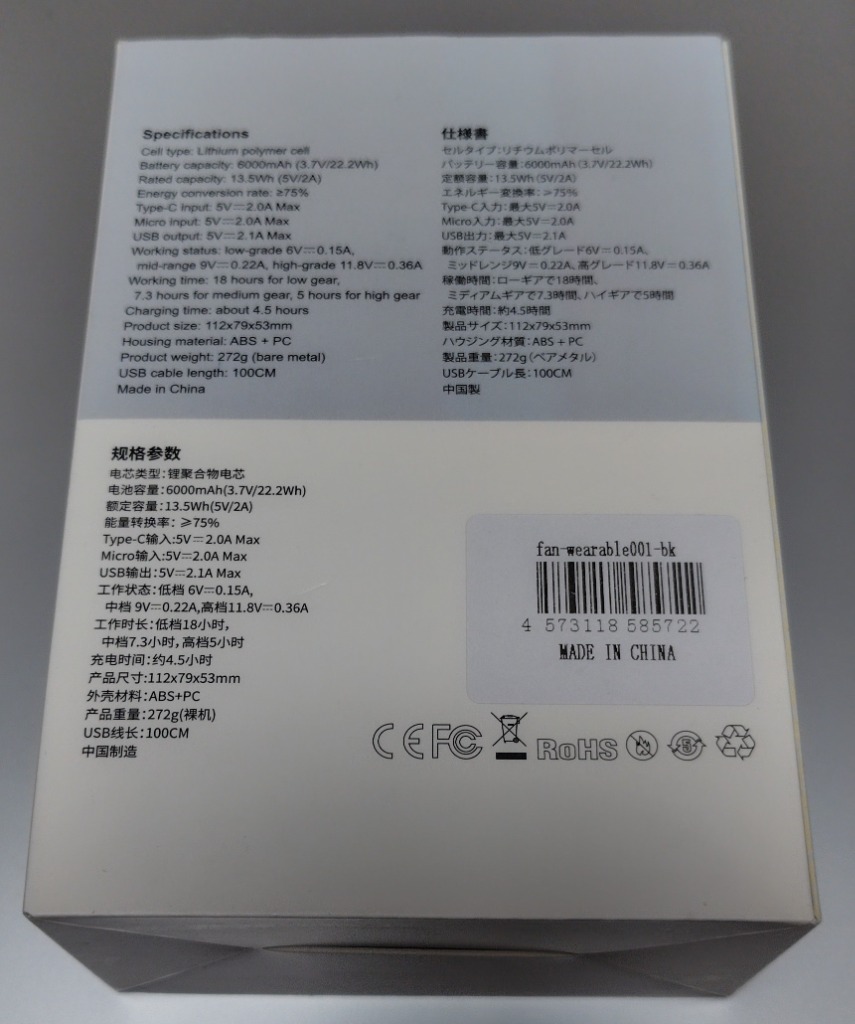 Specifications
Cell type: Lithium polymer cell
Battery capacity: 6000mAh (3.7V/22.2Wh)
Rated capacity: 13.5Wh (5V/2A)
Energy conversion rate: ≥75%
Type-C input: 5V⎓2.0A Max
Micro input: 5V⎓2.0A Max
USB output: 5V⎓2.1A Max
Working status: low-grade 6V⎓0.15A,
mid-range 9V⎓0.22A, high-grade 11.8V⎓0.36A
Working time: 18 hours for low gear,
7.3 hours for medium gear, 5 hours for high gear
Charging time: about 4.5 hours
Product size: 112x79x53mm
Housing material: ABS + PC
Product weight: 272g (bare metal)
USB cable length: 100CM
Made in China
仕様書
セルタイプ:リチウムポリマーセル
バッテリー容量:6000mAh(3.7V/22.2Wh)
定額容量:13.5Wh(5V/2A)
エネルギー変換率:≥75%
Type-C入力:最大5V⎓2.0A
Micro入力:最大5V⎓2.0A
USB出力:最大5V⎓2.1A
動作ステータス:低グレード6V⎓0.15A、
ミッドレンジ9V⎓0.22A、高グレード11.8V⎓0.36A
稼働時間:ローギアで18時間、
ミディアムギアで7.3時間、ハイギアで5時間
充電時間:約4.5時間
製品サイズ:112x79x53mm
ハウジング材質:ABS + PC
製品重量:272g(ベアメタル)
USBケーブル長:100CM
中国製
规格参数
电芯类型:锂聚合物电芯
电池容量:6000mAh(3.7V/22.2Wh)
额定容量:13.5Wh(5V/2A)
能量转换率: ≥75%
Type-C输入:5V⎓2.0A Max
Micro输入:5V⎓2.0A Max
USB输出:5V⎓2.1A Max
工作状态:低档 6V⎓0.15A,
中档 9V⎓0.22A,高档11.8V⎓0.36A
工作时长:低档18小时,
中档7.3小时,高档5小时
充电时间:约4.5小时
产品尺寸:112x79x53mm
外壳材料:ABS+PC
产品重量:272g(裸机)
USB线长:100CM
中国制造
fan-wearable001-bk
4 573118 585722
MADE IN CHINA
CE FC RoHS 5